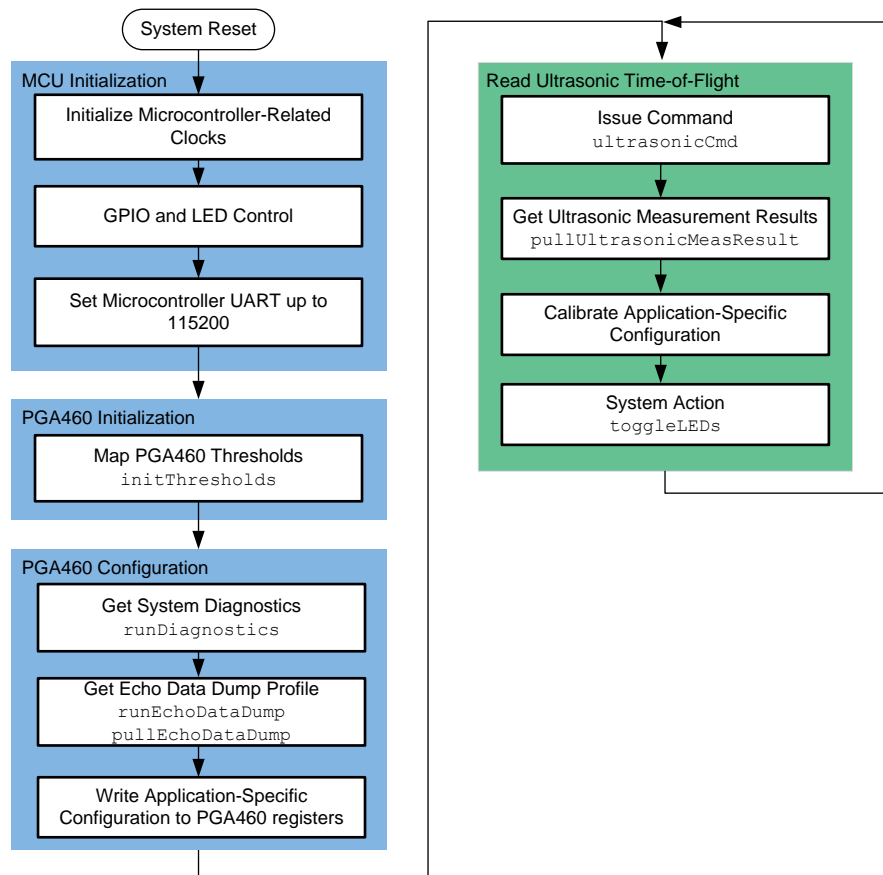 System Reset
MCU Initialization
Initialize Microcontroller-Related
Clocks
GPIO and LED Control
Set Microcontroller UART up to
115200
PGA460 Initialization
Map PGA460 Thresholds
initThresholds
PGA460 Configuration
Get System Diagnostics
runDiagnostics
Get Echo Data Dump Profile
runEchoDataDump
pullEchoDataDump
Write Application-Specific
Configuration to PGA460 registers
Read Ultrasonic Time-of-Flight
Issue Command
ultrasonicCmd
Get Ultrasonic Measurement Results
pullUltrasonicMeasResult
Calibrate Application-Specific
Configuration
System Action
toggleLEDs